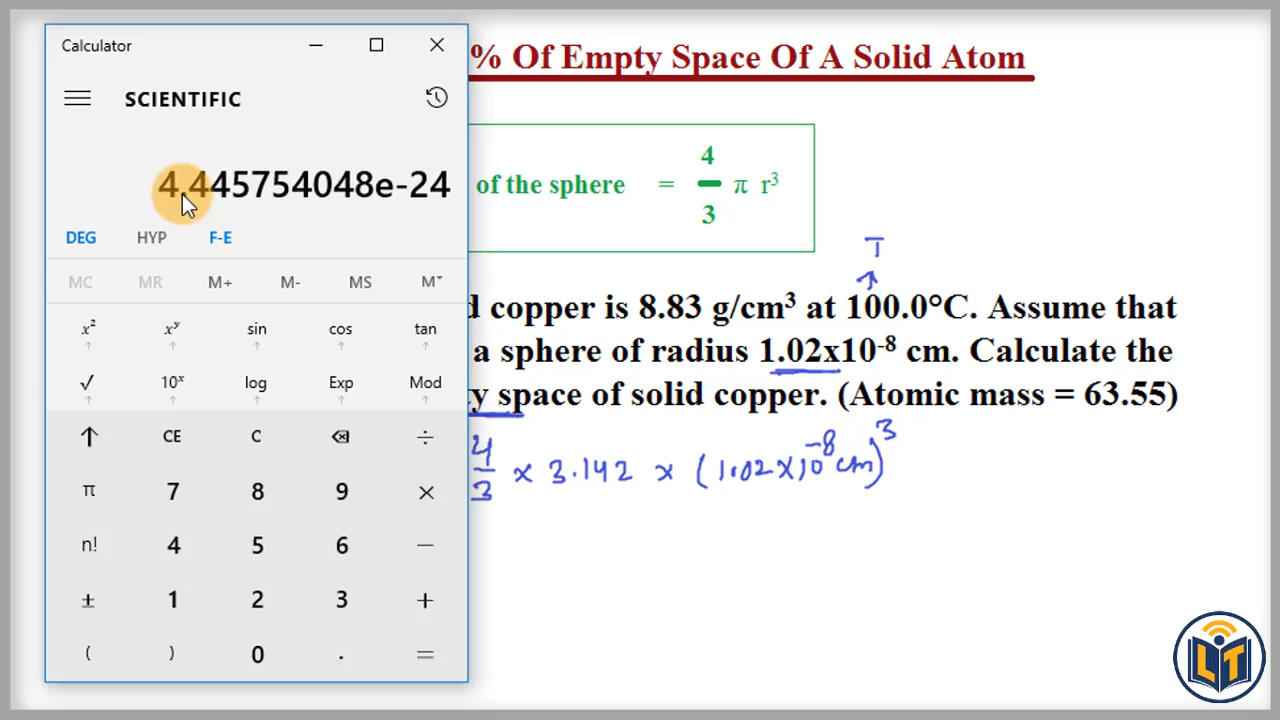 Calculator
SCIENTIFIC
4.445754048e-24
DEG HYP F-E
MC MR M+ M- MS M˅
x² xʸ sin cos tan
√ 10ˣ log Exp Mod
↑ CE C ⌫ ÷
π 7 8 9 ×
n! 4 5 6 −
± 1 2 3 +
( ) 0 . =
% Of Empty Space Of A Solid Atom
of the sphere = 4/3 π r³
T
↑
d copper is 8.83 g/cm³ at 100.0°C. Assume that
a sphere of radius 1.02x10⁻⁸ cm. Calculate the
ty space of solid copper. (Atomic mass = 63.55)
4/3 × 3.142 × (1.02×10⁻⁸cm)³
LT